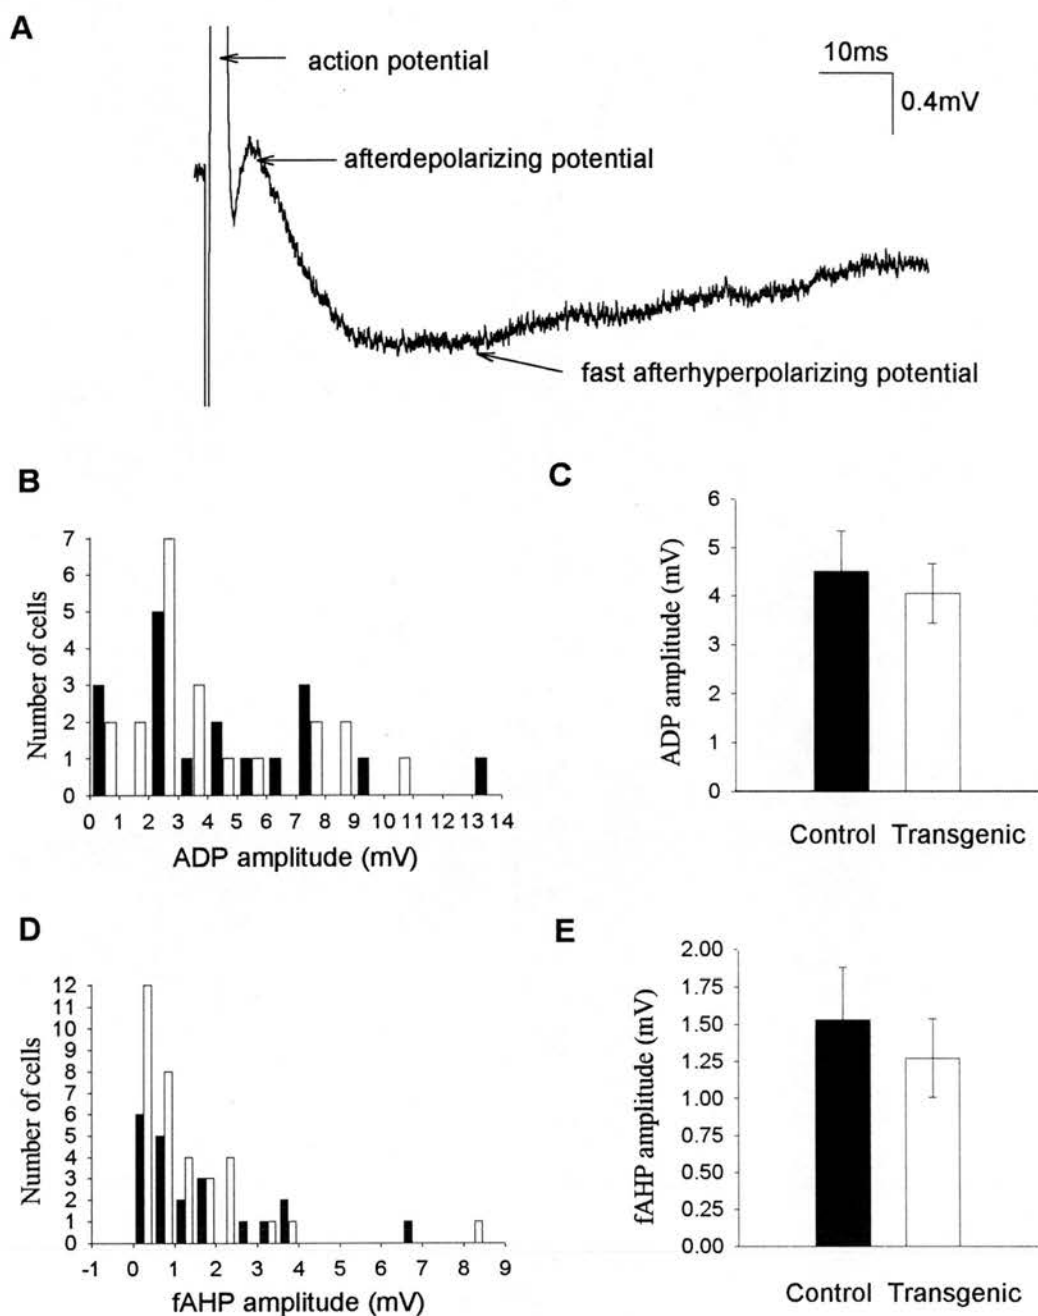 A
action potential
10ms
0.4mV
afterdepolarizing potential
fast afterhyperpolarizing potential
B
Number of cells
7
6
5
4
3
2
1
0
0 1 2 3 4 5 6 7 8 9 10 11 12 13 14
ADP amplitude (mV)
C
ADP amplitude (mV)
6
5
4
3
2
1
0
Control Transgenic
D
Number of cells
12
11
10
9
8
7
6
5
4
3
2
1
0
-1 0 1 2 3 4 5 6 7 8 9
fAHP amplitude (mV)
E
fAHP amplitude (mV)
2.00
1.75
1.50
1.25
1.00
0.75
0.50
0.25
0.00
Control Transgenic